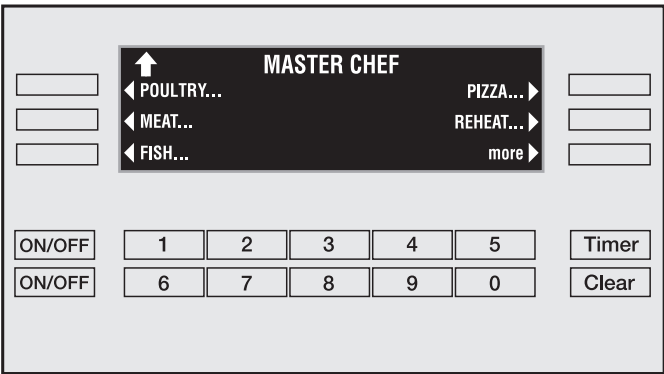 MASTER CHEF
POULTRY... PIZZA...
MEAT... REHEAT...
FISH... more
ON/OFF 1 2 3 4 5 Timer
ON/OFF 6 7 8 9 0 Clear